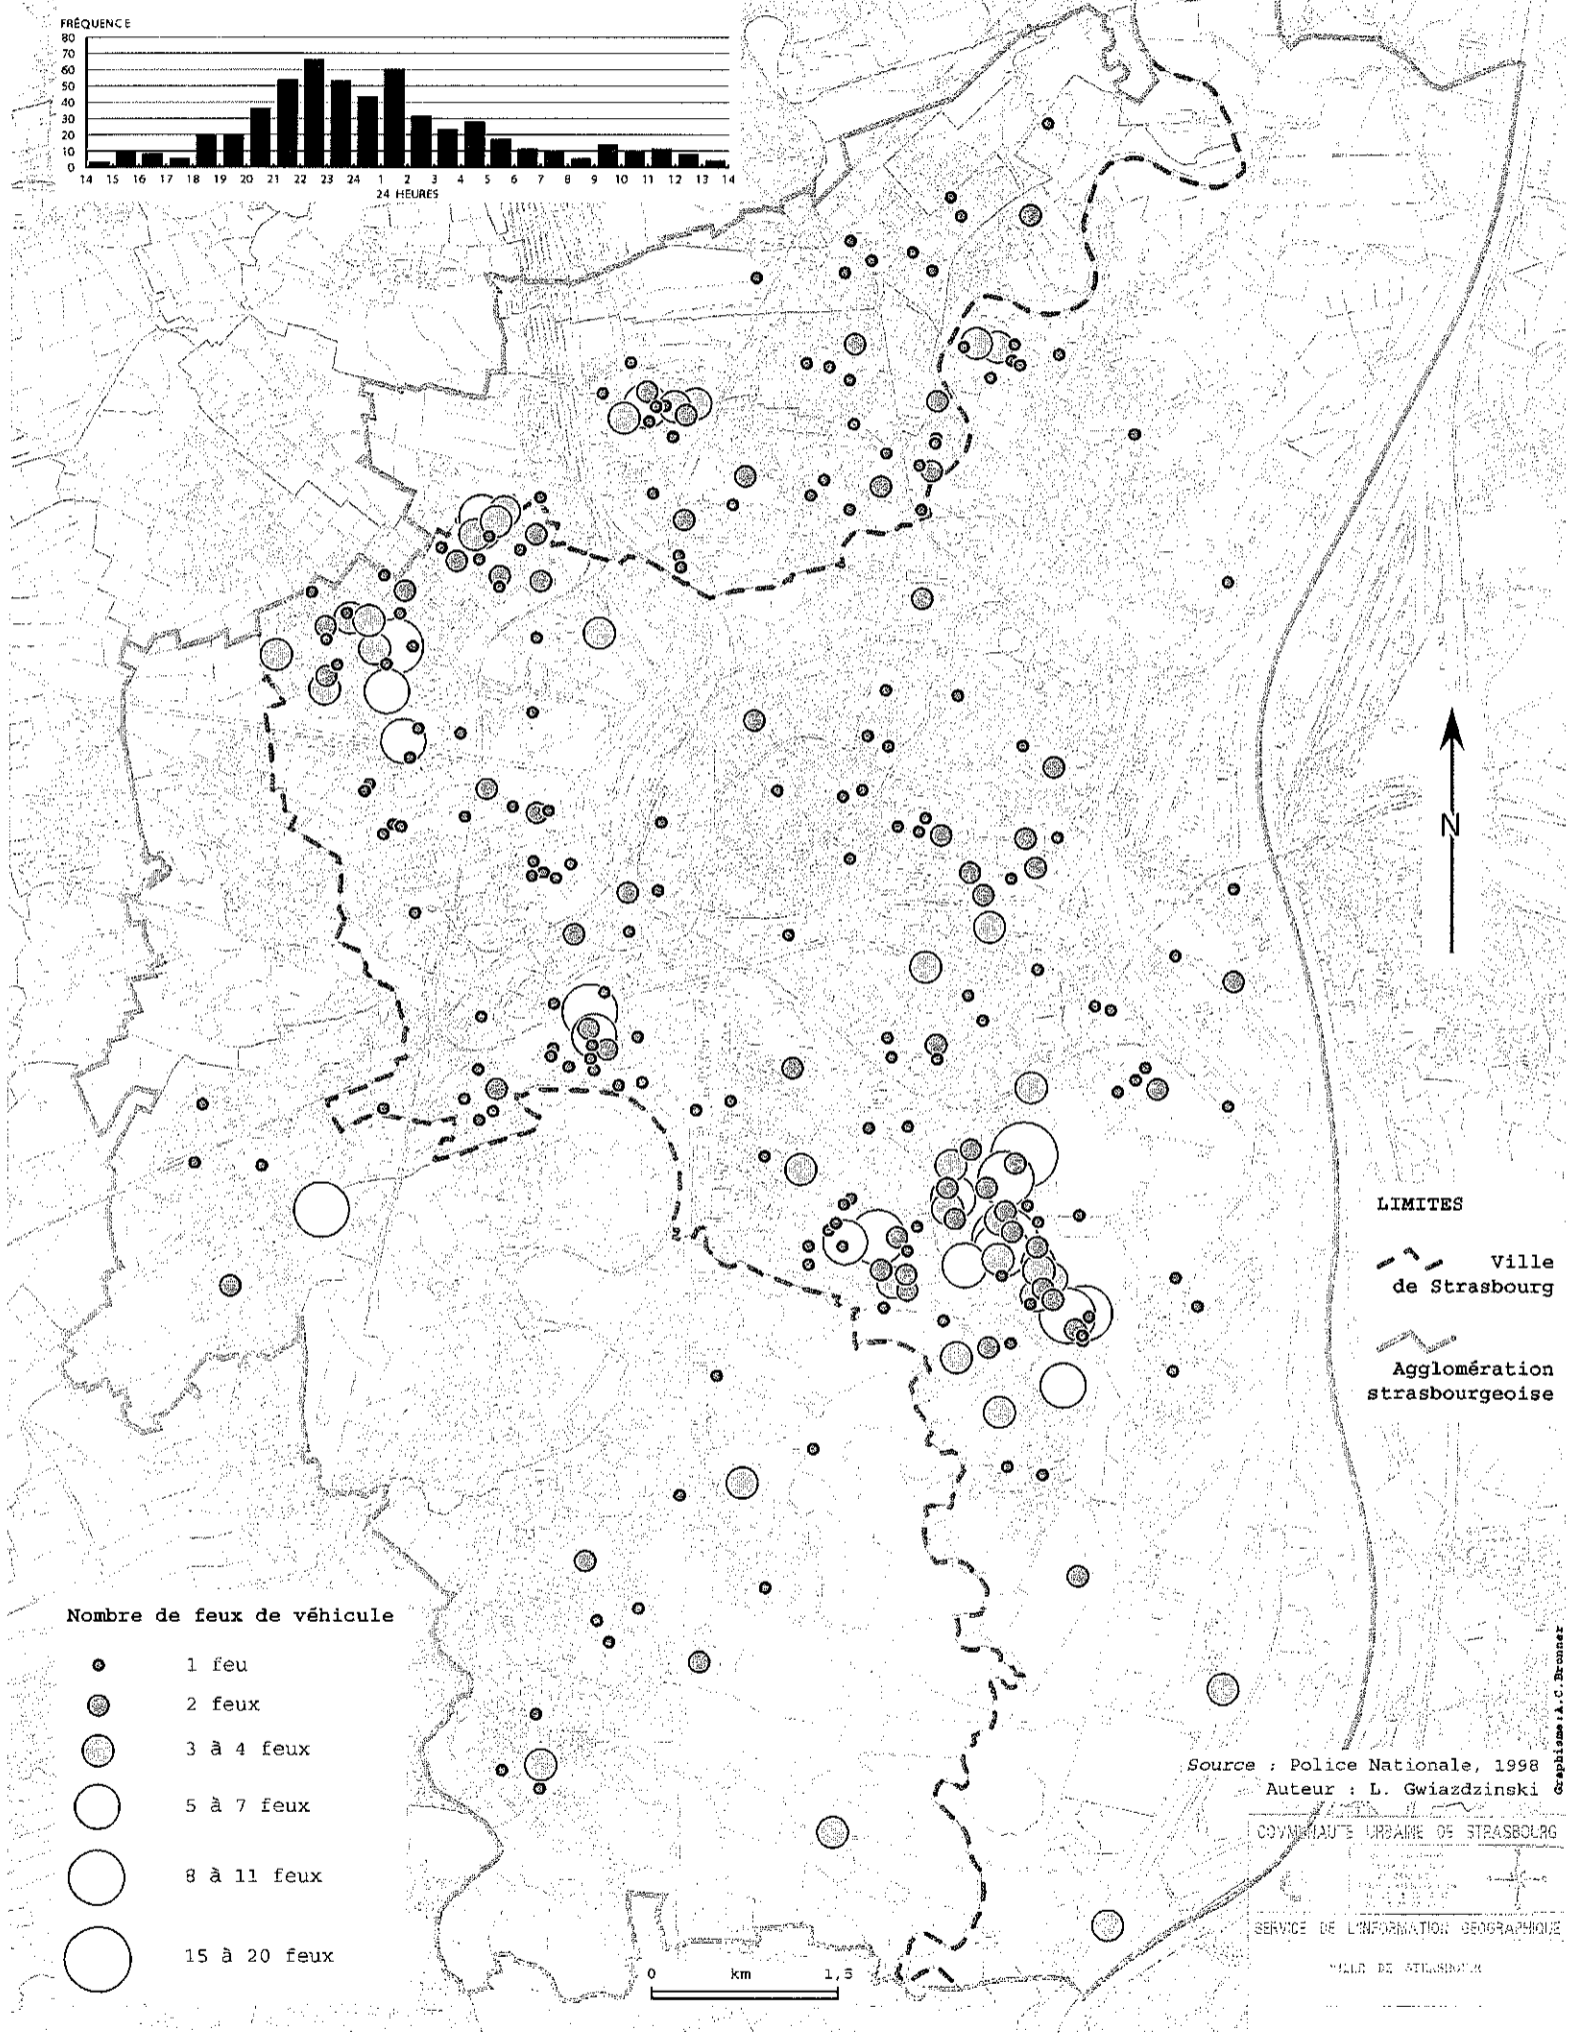 FRÉQUENCE
80
70
60
50
40
30
20
10
0
14 15 16 17 18 19 20 21 22 23 24 1 2 3 4 5 6 7 8 9 10 11 12 13 14
24 HEURES
N
LIMITES
Ville
de Strasbourg
Agglomération
strasbourgeoise
Nombre de feux de véhicule
1 feu
2 feux
3 à 4 feux
5 à 7 feux
8 à 11 feux
15 à 20 feux
0 km 1,5
Source : Police Nationale, 1998
Auteur : L. Gwiazdzinski
Graphisme:A.C.Bronner
COMMUNAUTE URBAINE DE STRASBOURG
SERVICE DE L'INFORMATION GEOGRAPHIQUE
VILLE DE STRASBOURG